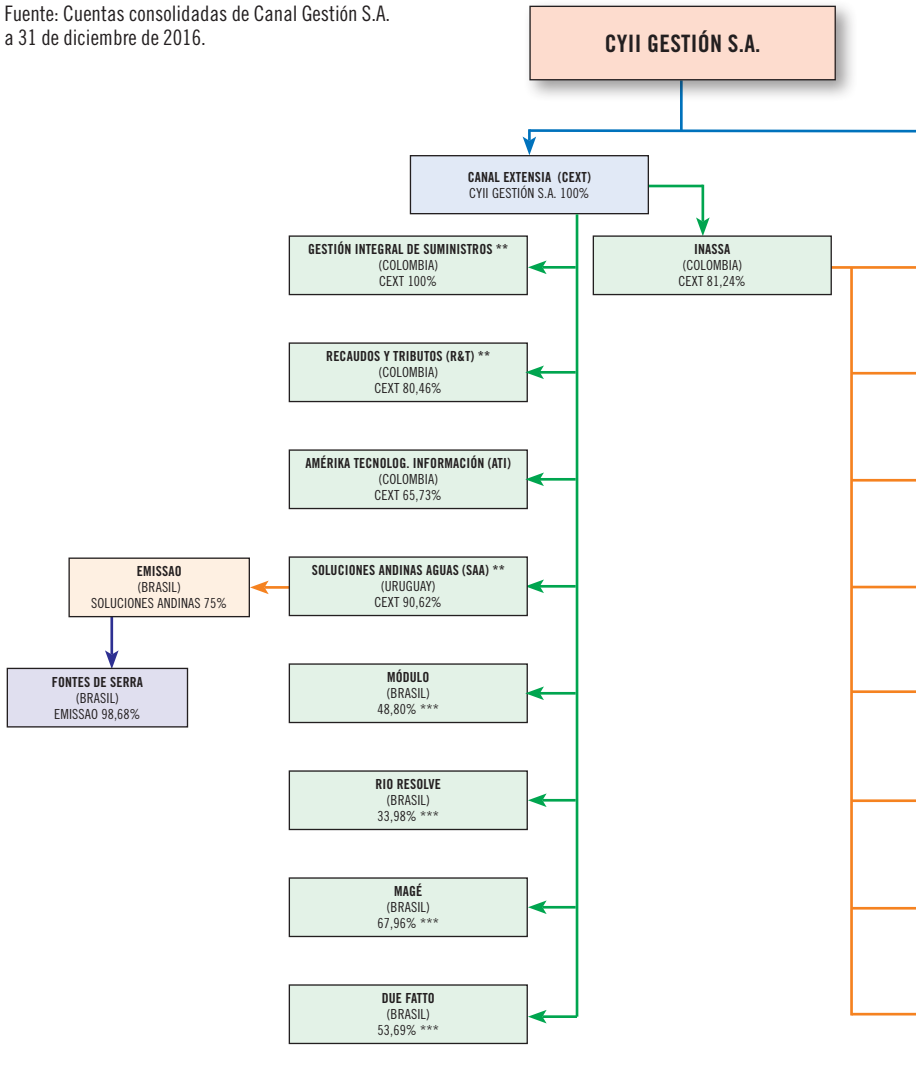 Fuente: Cuentas consolidadas de Canal Gestión S.A.
a 31 de diciembre de 2016.
CYII GESTIÓN S.A.
CANAL EXTENSIA (CEXT)
CYII GESTIÓN S.A. 100%
GESTIÓN INTEGRAL DE SUMINISTROS **
(COLOMBIA)
CEXT 100%
INASSA
(COLOMBIA)
CEXT 81,24%
RECAUDOS Y TRIBUTOS (R&T) **
(COLOMBIA)
CEXT 80,46%
AMÉRIKA TECNOLOG. INFORMACIÓN (ATI)
(COLOMBIA)
CEXT 65,73%
SOLUCIONES ANDINAS AGUAS (SAA) **
(URUGUAY)
CEXT 90,62%
EMISSAO
(BRASIL)
SOLUCIONES ANDINAS 75%
FONTES DE SERRA
(BRASIL)
EMISSAO 98,68%
MÓDULO
(BRASIL)
48,80% ***
RIO RESOLVE
(BRASIL)
33,98% ***
MAGÉ
(BRASIL)
67,96% ***
DUE FATTO
(BRASIL)
53,69% ***